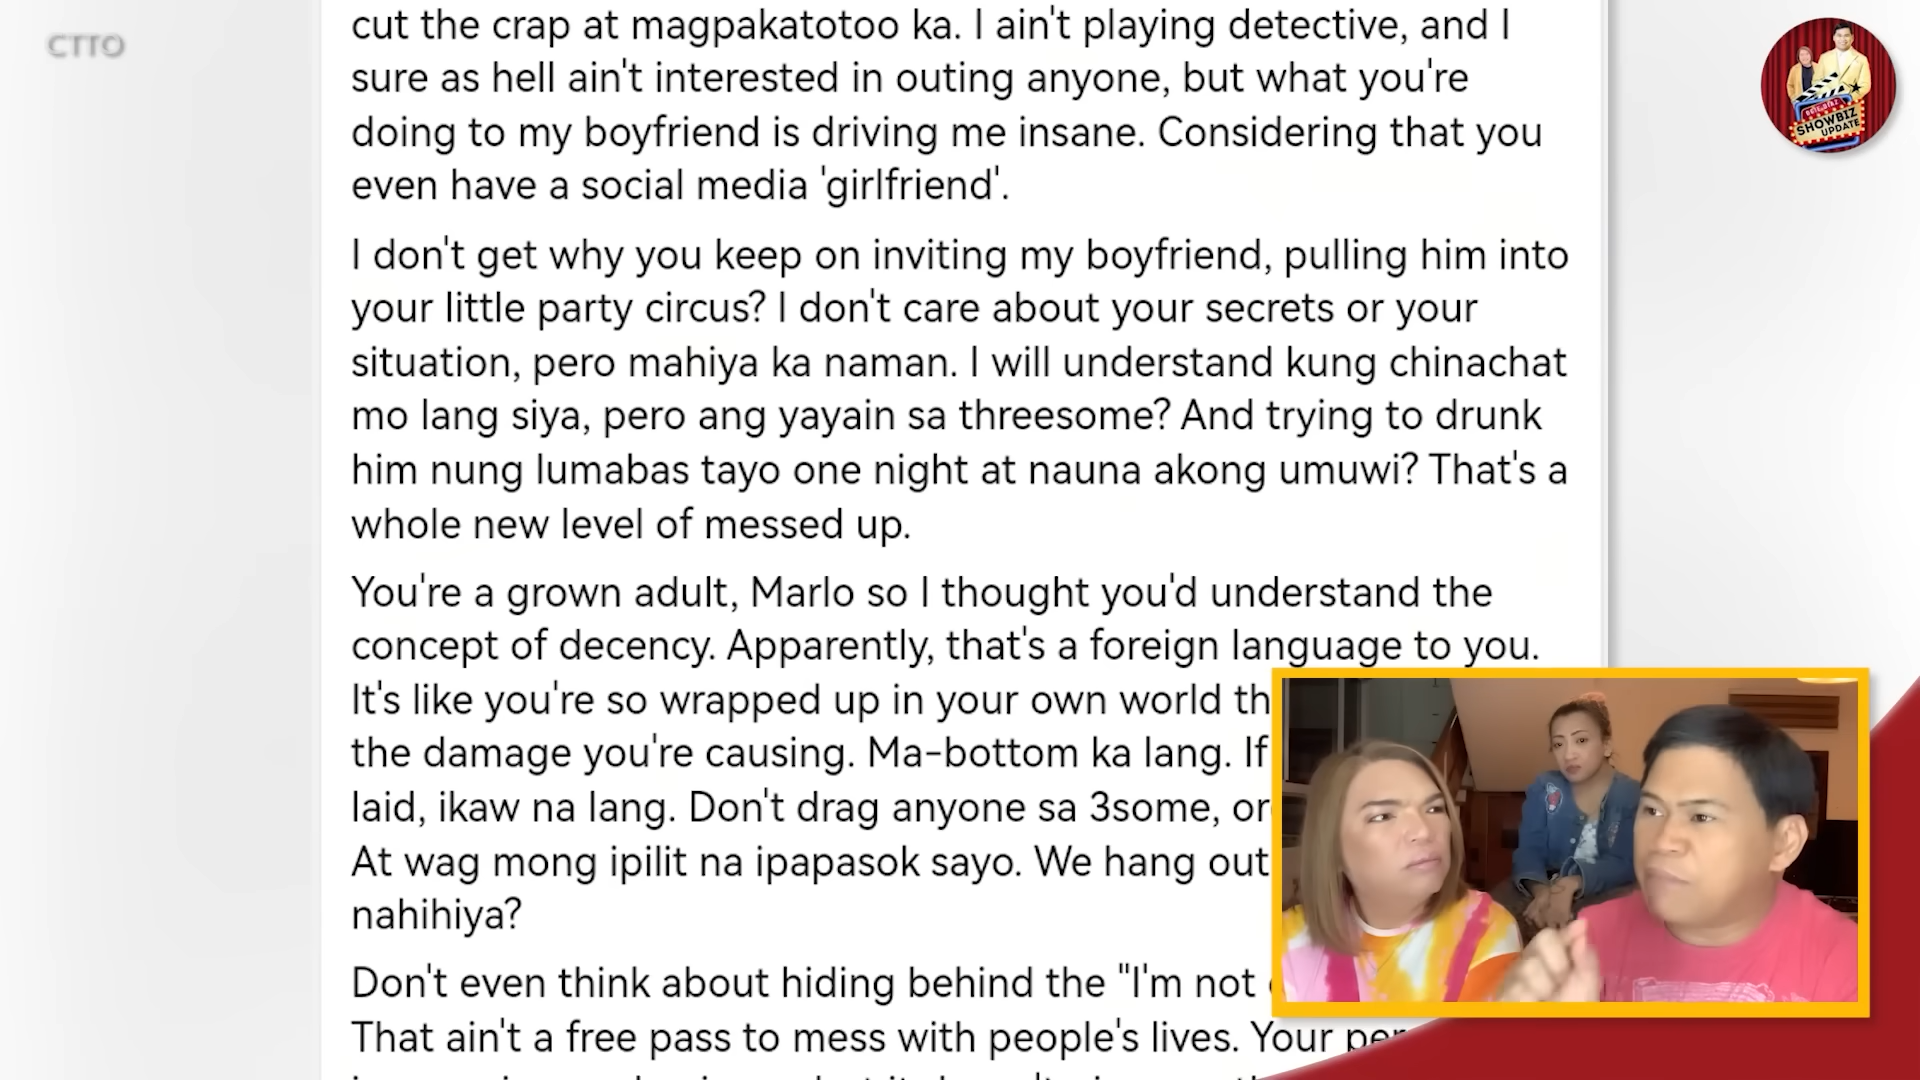 CTTO
cut the crap at magpakatotoo ka. I ain't playing detective, and I
sure as hell ain't interested in outing anyone, but what you're
doing to my boyfriend is driving me insane. Considering that you
even have a social media 'girlfriend'.
I don't get why you keep on inviting my boyfriend, pulling him into
your little party circus? I don't care about your secrets or your
situation, pero mahiya ka naman. I will understand kung chinachat
mo lang siya, pero ang yayain sa threesome? And trying to drunk
him nung lumabas tayo one night at nauna akong umuwi? That's a
whole new level of messed up.
You're a grown adult, Marlo so I thought you'd understand the
concept of decency. Apparently, that's a foreign language to you.
It's like you're so wrapped up in your own world
the damage you're causing. Ma-bottom ka lang. If
laid, ikaw na lang. Don't drag anyone sa 3some,
At wag mong ipilit na ipapasok sayo. We hang out
nahihiya?
Don't even think about hiding behind the "I'm not
That ain't a free pass to mess with people's lives. Your
SHOWBIZ
UPDATE